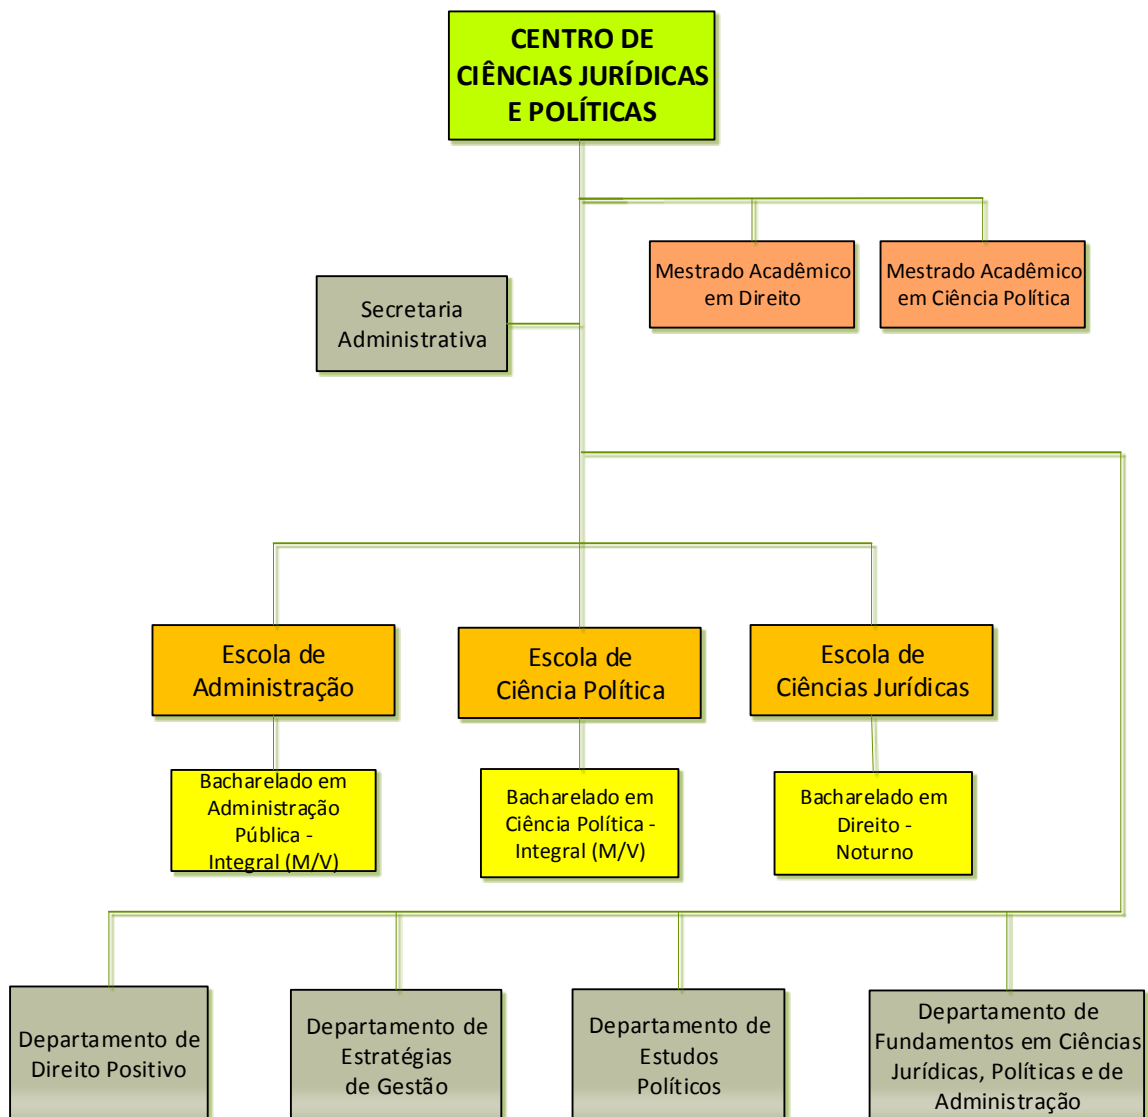 CENTRO DE
CIÊNCIAS JURÍDICAS
E POLÍTICAS
Mestrado Acadêmico
em Direito
Mestrado Acadêmico
em Ciência Política
Secretaria
Administrativa
Escola de
Administração
Escola de
Ciência Política
Escola de
Ciências Jurídicas
Bacharelado em
Administração
Pública -
Integral (M/V)
Bacharelado em
Ciência Política -
Integral (M/V)
Bacharelado em
Direito -
Noturno
Departamento de
Direito Positivo
Departamento de
Estratégias
de Gestão
Departamento de
Estudos
Políticos
Departamento de
Fundamentos em Ciências
Jurídicas, Políticas e de
Administração